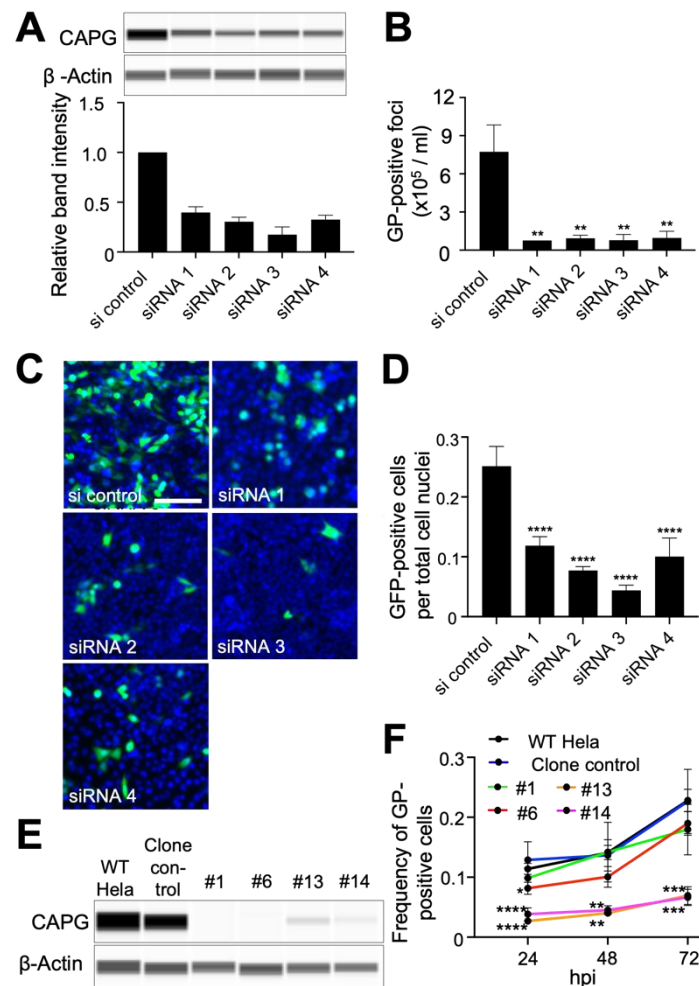 A
CAPG
β -Actin
Relative band intensity
1.5
1.0
0.5
0
si control
siRNA 1
siRNA 2
siRNA 3
siRNA 4
B
GP-positive foci
(x10⁵ / ml)
12
9
6
3
0
**
**
**
**
si control
siRNA 1
siRNA 2
siRNA 3
siRNA 4
C
si control
siRNA 1
siRNA 2
siRNA 3
siRNA 4
D
GFP-positive cells
per total cell nuclei
0.3
0.2
0.1
0
****
****
****
****
si control
siRNA 1
siRNA 2
siRNA 3
siRNA 4
E
WT
Hela
Clone
con-
trol
#1
#6
#13
#14
CAPG
β-Actin
F
WT Hela
Clone control
#1
#13
#6
#14
Frequency of GP-
positive cells
0.3
0.2
0.1
0
*
****
****
**
**
***
***
24
48
72
hpi